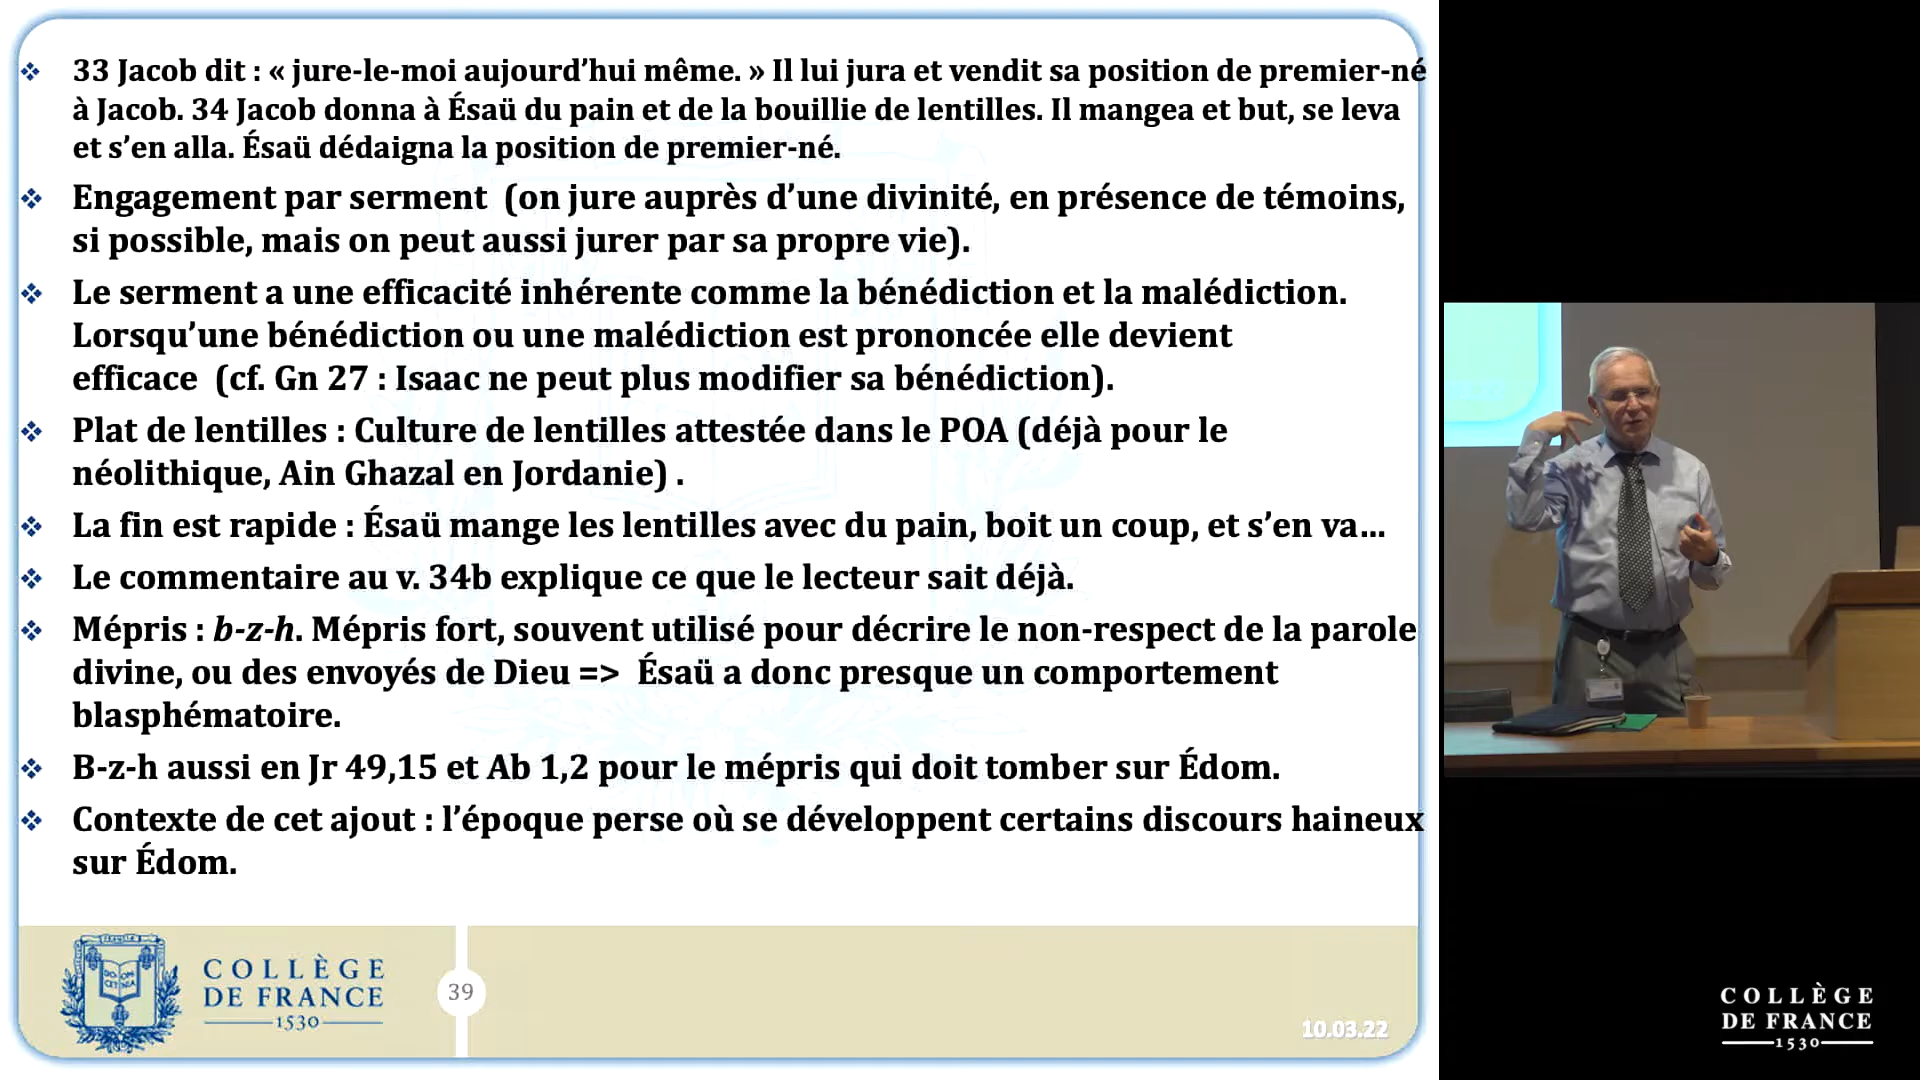 33 Jacob dit : « jure-le-moi aujourd’hui même. » Il lui jura et vendit sa position de premier-né
à Jacob. 34 Jacob donna à Ésaü du pain et de la bouillie de lentilles. Il mangea et but, se leva
et s’en alla. Ésaü dédaigna la position de premier-né.
Engagement par serment (on jure auprès d’une divinité, en présence de témoins,
si possible, mais on peut aussi jurer par sa propre vie).
Le serment a une efficacité inhérente comme la bénédiction et la malédiction.
Lorsqu’une bénédiction ou une malédiction est prononcée elle devient
efficace (cf. Gn 27 : Isaac ne peut plus modifier sa bénédiction).
Plat de lentilles : Culture de lentilles attestée dans le POA (déjà pour le
néolithique, Ain Ghazal en Jordanie) .
La fin est rapide : Ésaü mange les lentilles avec du pain, boit un coup, et s’en va...
Le commentaire au v. 34b explique ce que le lecteur sait déjà.
Mépris : b-z-h. Mépris fort, souvent utilisé pour décrire le non-respect de la parole
divine, ou des envoyés de Dieu => Ésaü a donc presque un comportement
blasphématoire.
B-z-h aussi en Jr 49,15 et Ab 1,2 pour le mépris qui doit tomber sur Édom.
Contexte de cet ajout : l’époque perse où se développent certains discours haineux
sur Édom.
COLLÈGE
DE FRANCE
1530
39
10.03.22
COLLÈGE
DE FRANCE
1530